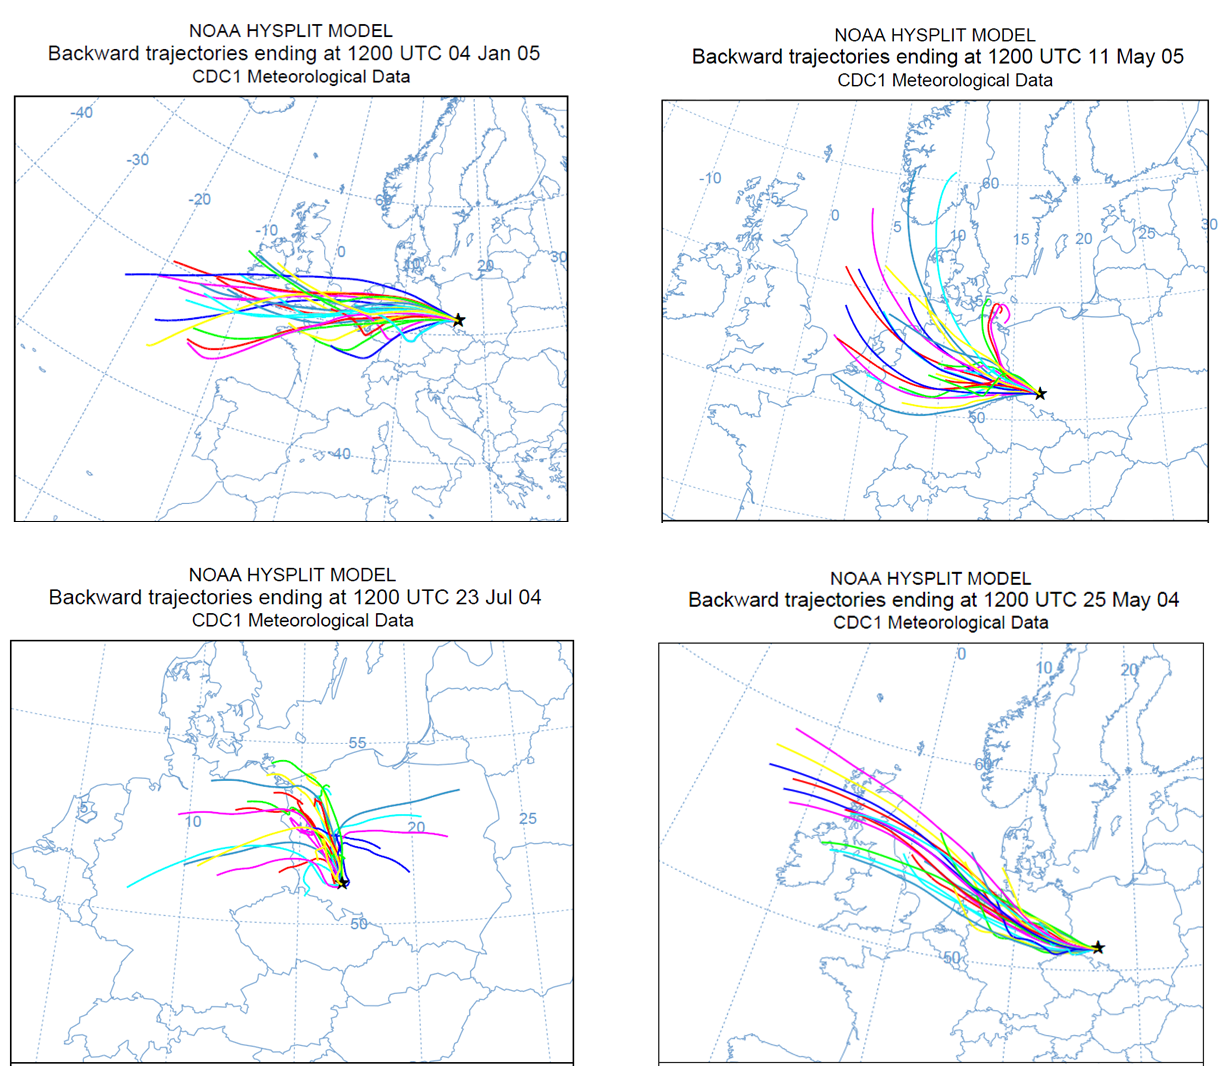 NOAA HYSPLIT MODEL
Backward trajectories ending at 1200 UTC 04 Jan 05
CDC1 Meteorological Data
-40
-30
-20
-10
0
10
20
30
60
-40
NOAA HYSPLIT MODEL
Backward trajectories ending at 1200 UTC 11 May 05
CDC1 Meteorological Data
-10
-5
0
5
10
15
20
25
30
60
55
50
NOAA HYSPLIT MODEL
Backward trajectories ending at 1200 UTC 23 Jul 04
CDC1 Meteorological Data
55
5
10
20
25
50
NOAA HYSPLIT MODEL
Backward trajectories ending at 1200 UTC 25 May 04
CDC1 Meteorological Data
0
10
20
60
50